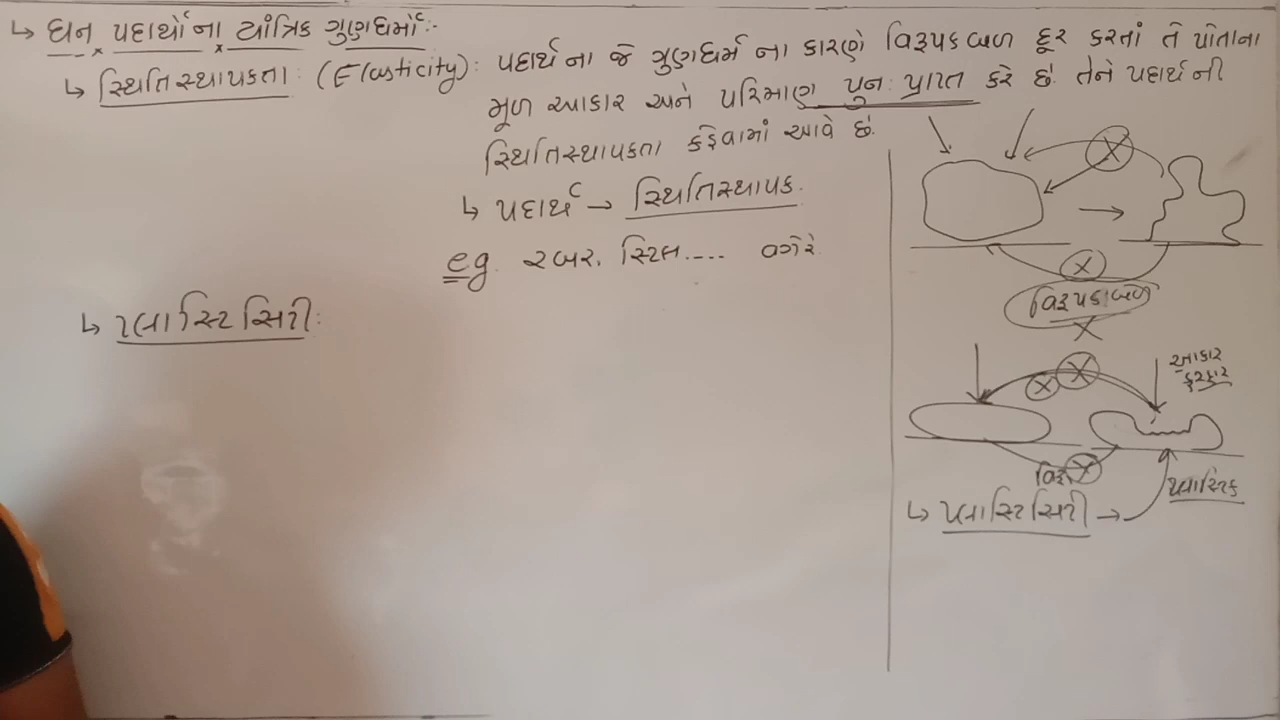 ↳ ઘન પદાર્થોના યાંત્રિક ગુણધર્મો :-
↳ સ્થિતિસ્થાપકતા : (Elasticity) : પદાર્થના જે ગુણધર્મ ના કારણે વિરૂપકબળ દૂર કરતાં તે પોતાના
મૂળ આકાર અને પરિમાણ પુન: પ્રાપ્ત કરે છે. તેને પદાર્થની
સ્થિતિસ્થાપકતા કહેવામાં આવે છે.
↳ પદાર્થ → સ્થિતિસ્થાપક.
eg. રબર, સ્ટિલ.... વગેરે.
↳ પ્લાસ્ટિસિટી :
વિરૂપકબળ
આકાર
ફેરફાર
વિરૂ
પ્લાસ્ટિક
↳ પ્લાસ્ટિસિટી →